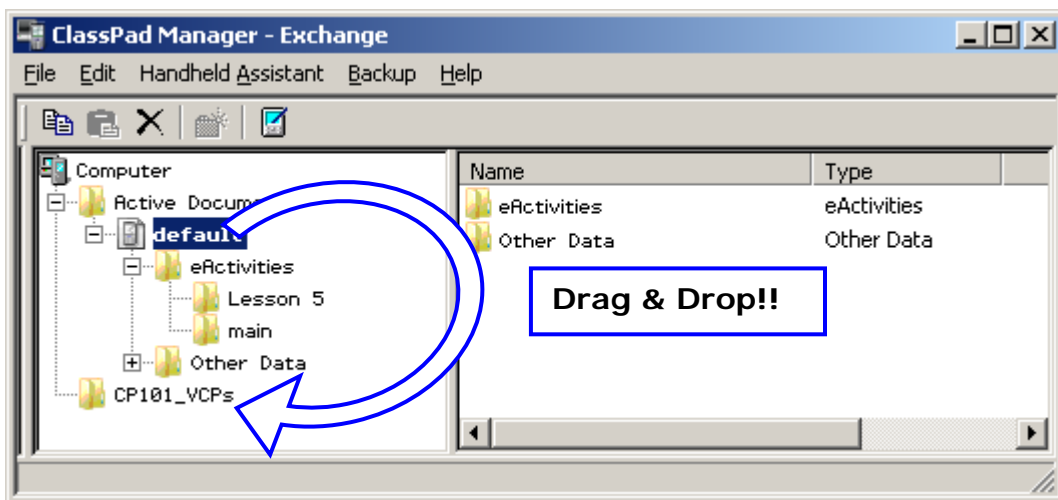 ClassPad Manager - Exchange
File Edit Handheld Assistant Backup Help
Computer
Name Type
Active Docum
eActivities eActivities
default
Other Data Other Data
eActivities
Lesson 5
Drag & Drop!!
main
Other Data
CP101_VCPs